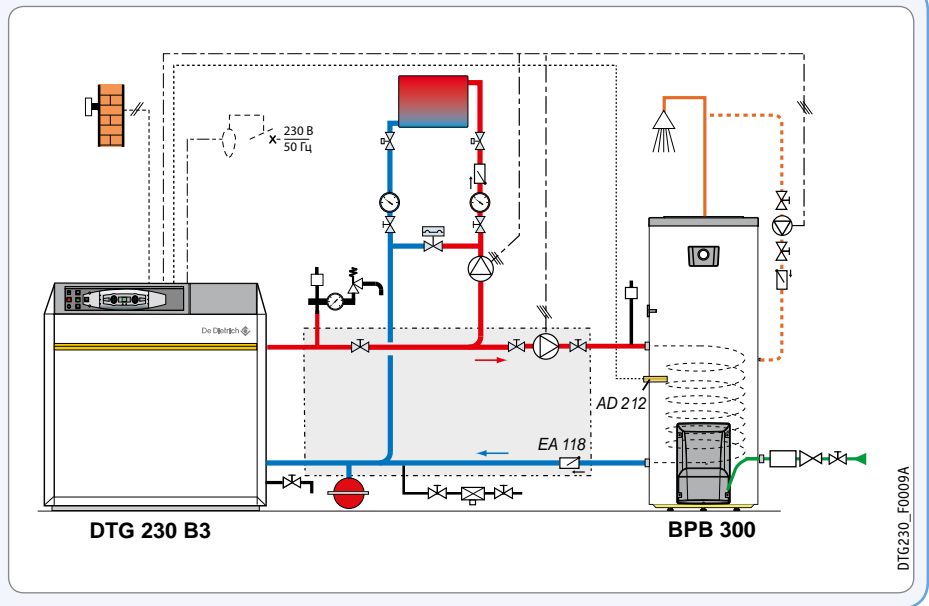 230 В
50 Гц
De Dietrich
AD 212
EA 118
DTG 230 B3
BPB 300
DTG230_F0009A